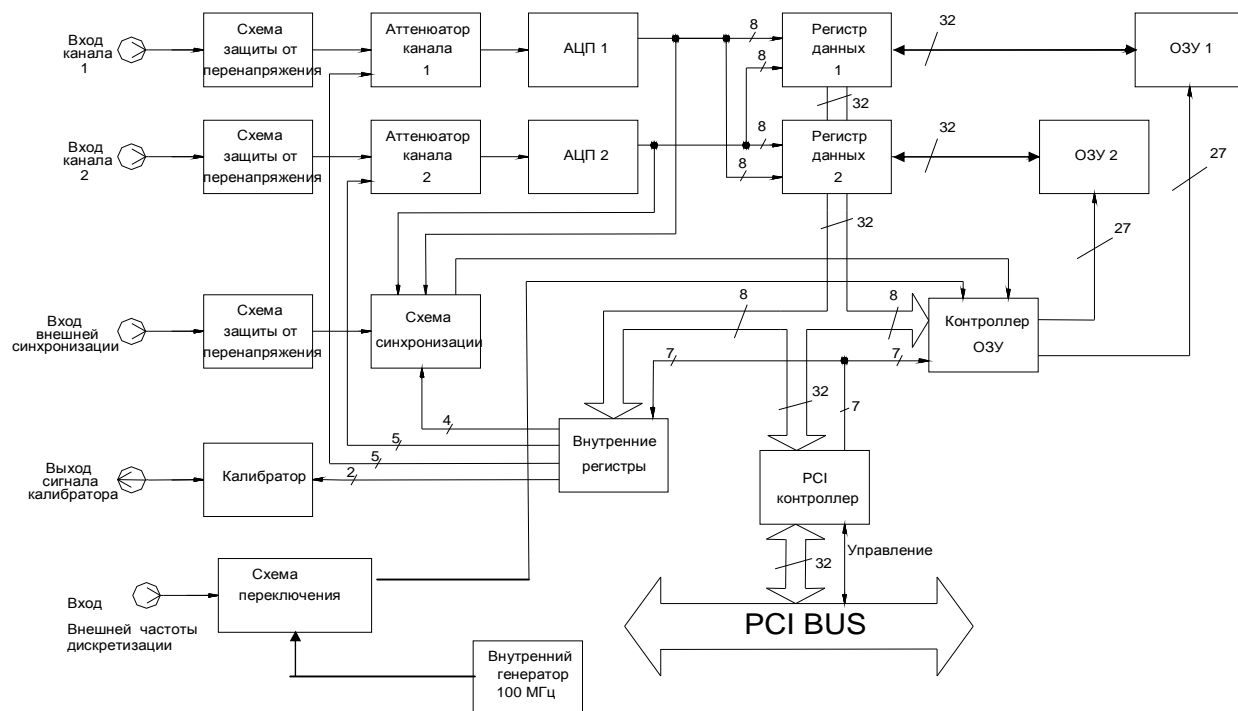 Вход
канала
1
Схема
защиты от
перенапряжения
Аттенюатор
канала
1
АЦП 1
8
8
Регистр
данных
1
32
ОЗУ 1
32
Вход
канала
2
Схема
защиты от
перенапряжения
Аттенюатор
канала
2
АЦП 2
8
8
Регистр
данных
2
32
ОЗУ 2
27
32
27
Вход
внешней
синхронизации
Схема
защиты от
перенапряжения
Схема
синхронизации
8
8
Контроллер
ОЗУ
7
7
32
7
4
5
5
2
Внутренние
регистры
Выход
сигнала
калибратора
Калибратор
PCI
контроллер
32
Управление
Вход
Внешней частоты
дискретизации
Схема
переключения
PCI BUS
Внутренний
генератор
100 МГц